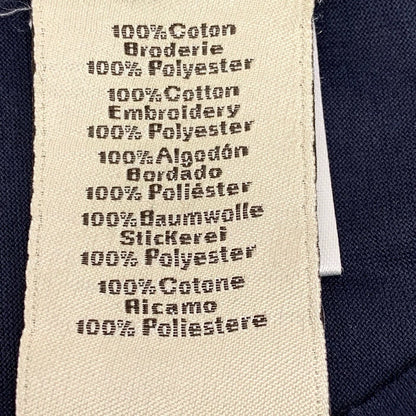 100%Coton
Broderie
100% Polyester
100%Cotton
Embroidery
100% Polyester
100%Algodón
Bordado
100% Poliéster
100%Baumwolle
Stickerei
100% Polyester
100%Cotone
Ricamo
100% Poliestere